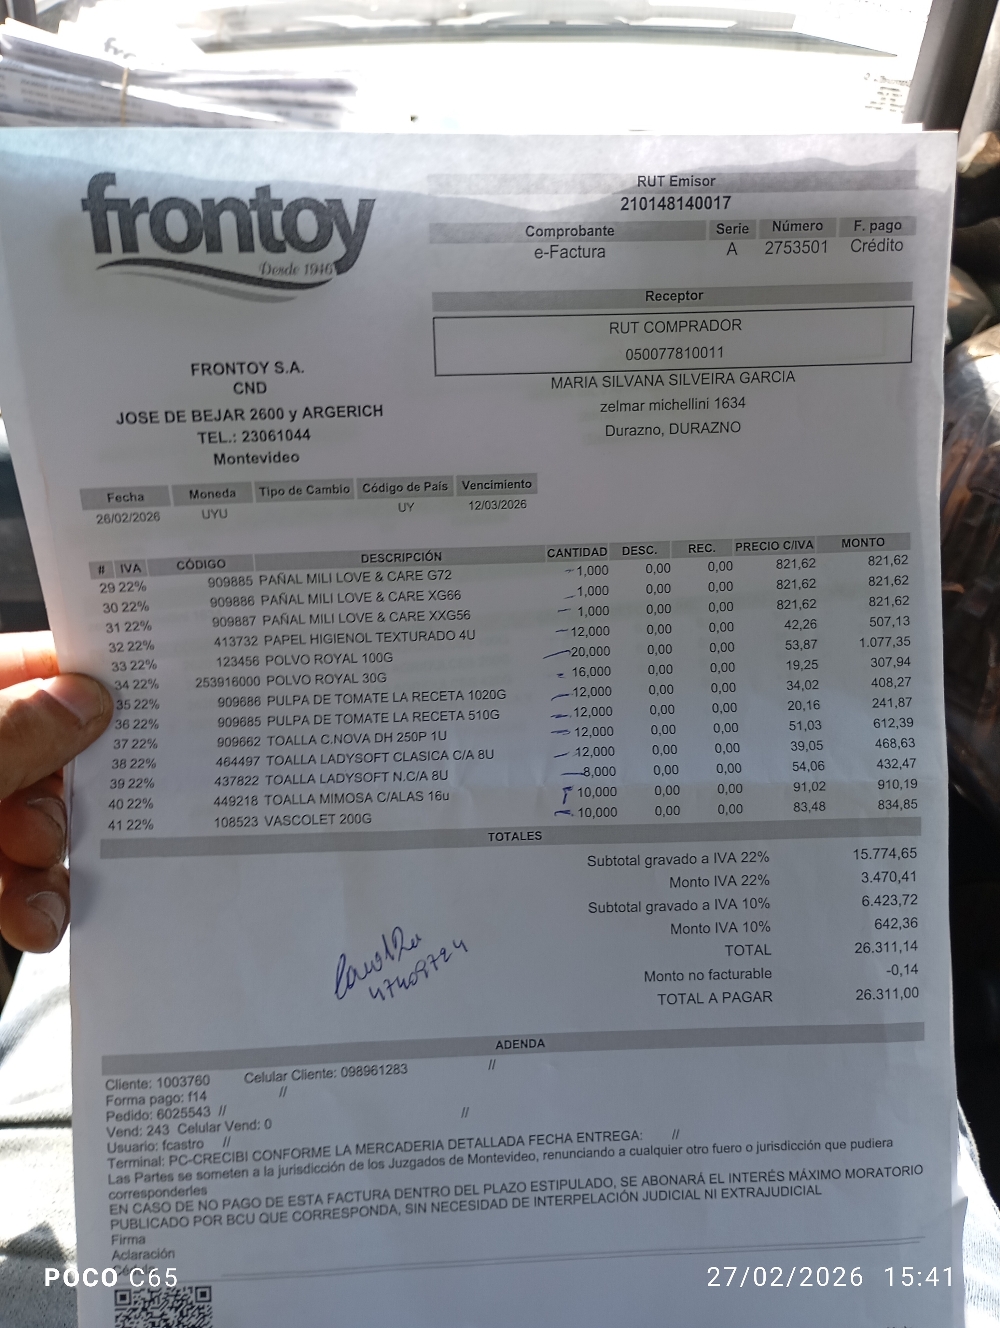 frontoy
Desde 1946
RUT Emisor
210148140017
Comprobante Serie Número F. pago
e-Factura A 2753501 Crédito
Receptor
RUT COMPRADOR
050077810011
MARIA SILVANA SILVEIRA GARCIA
zelmar michellini 1634
Durazno, DURAZNO
FRONTOY S.A.
CND
JOSE DE BEJAR 2600 y ARGERICH
TEL.: 23061044
Montevideo
Fecha Moneda Tipo de Cambio Código de País Vencimiento
26/02/2026 UYU UY 12/03/2026
# IVA CÓDIGO DESCRIPCIÓN CANTIDAD DESC. REC. PRECIO C/IVA MONTO
29 22% 909885 PAÑAL MILI LOVE & CARE G72 1,000 0,00 0,00 821,62 821,62
30 22% 909886 PAÑAL MILI LOVE & CARE XG66 1,000 0,00 0,00 821,62 821,62
31 22% 909887 PAÑAL MILI LOVE & CARE XXG56 1,000 0,00 0,00 821,62 821,62
32 22% 413732 PAPEL HIGIENOL TEXTURADO 4U 12,000 0,00 0,00 42,26 507,13
33 22% 123456 POLVO ROYAL 100G 20,000 0,00 0,00 53,87 1.077,35
34 22% 253916000 POLVO ROYAL 30G 16,000 0,00 0,00 19,25 307,94
35 22% 909686 PULPA DE TOMATE LA RECETA 1020G 12,000 0,00 0,00 34,02 408,27
36 22% 909685 PULPA DE TOMATE LA RECETA 510G 12,000 0,00 0,00 20,16 241,87
37 22% 909662 TOALLA C.NOVA DH 250P 1U 12,000 0,00 0,00 51,03 612,39
38 22% 464497 TOALLA LADYSOFT CLASICA C/A 8U 12,000 0,00 0,00 39,05 468,63
39 22% 437822 TOALLA LADYSOFT N.C/A 8U 8,000 0,00 0,00 54,06 432,47
40 22% 449218 TOALLA MIMOSA C/ALAS 16u 10,000 0,00 0,00 91,02 910,19
41 22% 108523 VASCOLET 200G 10,000 0,00 0,00 83,48 834,85
TOTALES
Subtotal gravado a IVA 22% 15.774,65
Monto IVA 22% 3.470,41
Subtotal gravado a IVA 10% 6.423,72
Monto IVA 10% 642,36
TOTAL 26.311,14
Monto no facturable -0,14
TOTAL A PAGAR 26.311,00
ADENDA
Cliente: 1003760 Celular Cliente: 098961283 //
Forma pago: f14 //
Pedido: 6025543 //
Vend: 243 Celular Vend: 0 //
Usuario: fcastro //
Terminal: PC-CRECIBI CONFORME LA MERCADERIA DETALLADA FECHA ENTREGA: //
Las Partes se someten a la jurisdicción de los Juzgados de Montevideo, renunciando a cualquier otro fuero o jurisdicción que pudiera
corresponderles
EN CASO DE NO PAGO DE ESTA FACTURA DENTRO DEL PLAZO ESTIPULADO, SE ABONARÁ EL INTERÉS MÁXIMO MORATORIO
PUBLICADO POR BCU QUE CORRESPONDA, SIN NECESIDAD DE INTERPELACIÓN JUDICIAL NI EXTRAJUDICIAL
Firma
Aclaración
POCO C65
27/02/2026 15:41